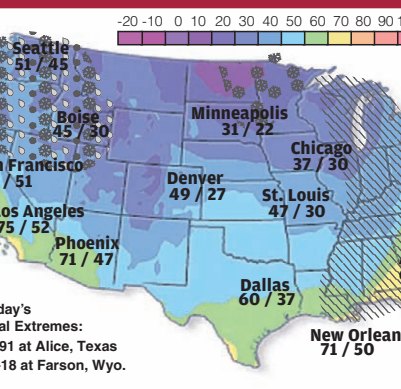 -20 -10 0 10 20 30 40 50 60 70 80 90
Seattle
51 / 45
Boise
45 / 30
Minneapolis
31 / 22
Chicago
37 / 30
n Francisco
/ 51
Denver
49 / 27
St. Louis
47 / 30
os Angeles
75 / 52
Phoenix
71 / 47
Dallas
60 / 37
New Orlean
71 / 50
day's
al Extremes:
91 at Alice, Texas
-18 at Farson, Wyo.